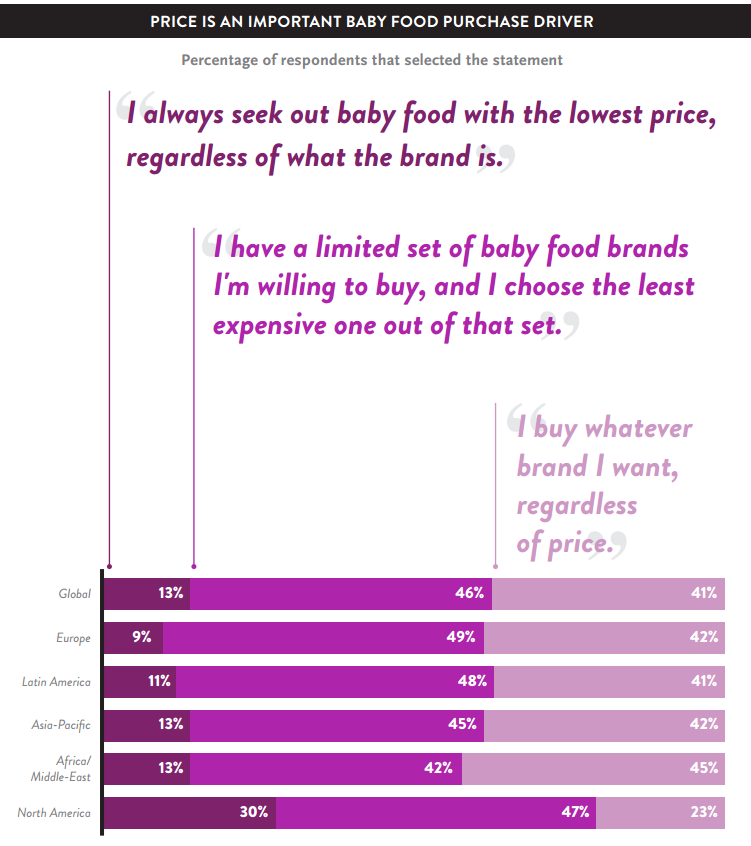 PRICE IS AN IMPORTANT BABY FOOD PURCHASE DRIVER
Percentage of respondents that selected the statement
“I always seek out baby food with the lowest price,
regardless of what the brand is.”
“I have a limited set of baby food brands
I'm willing to buy, and I choose the least
expensive one out of that set.”
“I buy whatever
brand I want,
regardless
of price.”
Global 13% 46% 41%
Europe 9% 49% 42%
Latin America 11% 48% 41%
Asia-Pacific 13% 45% 42%
Africa/
Middle-East 13% 42% 45%
North America 30% 47% 23%